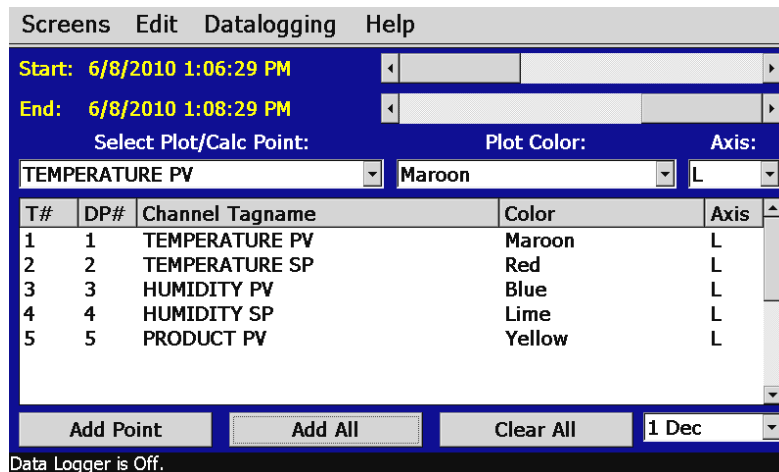 Screens Edit Datalogging Help
Start: 6/8/2010 1:06:29 PM
End: 6/8/2010 1:08:29 PM
Select Plot/Calc Point: Plot Color: Axis:
TEMPERATURE PV Maroon L
T# DP# Channel Tagname Color Axis
1 1 TEMPERATURE PV Maroon L
2 2 TEMPERATURE SP Red L
3 3 HUMIDITY PV Blue L
4 4 HUMIDITY SP Lime L
5 5 PRODUCT PV Yellow L
Add Point Add All Clear All 1 Dec
Data Logger is Off.